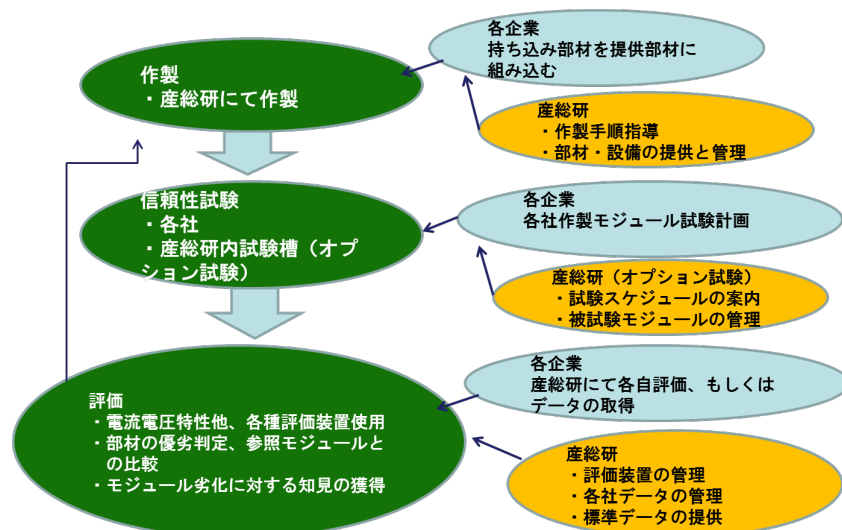 作製
・産総研にて作製
各企業
持ち込み部材を提供部材に
組み込む
産総研
・作製手順指導
・部材・設備の提供と管理
信頼性試験
・各社
・産総研内試験槽（オプ
ション試験）
各企業
各社作製モジュール試験計画
産総研（オプション試験）
・試験スケジュールの案内
・被試験モジュールの管理
評価
・電流電圧特性他、各種評価装置使用
・部材の優劣判定、参照モジュールと
の比較
・モジュール劣化に対する知見の獲得
各企業
産総研にて各自評価、もしくは
データの取得
産総研
・評価装置の管理
・各社データの管理
・標準データの提供